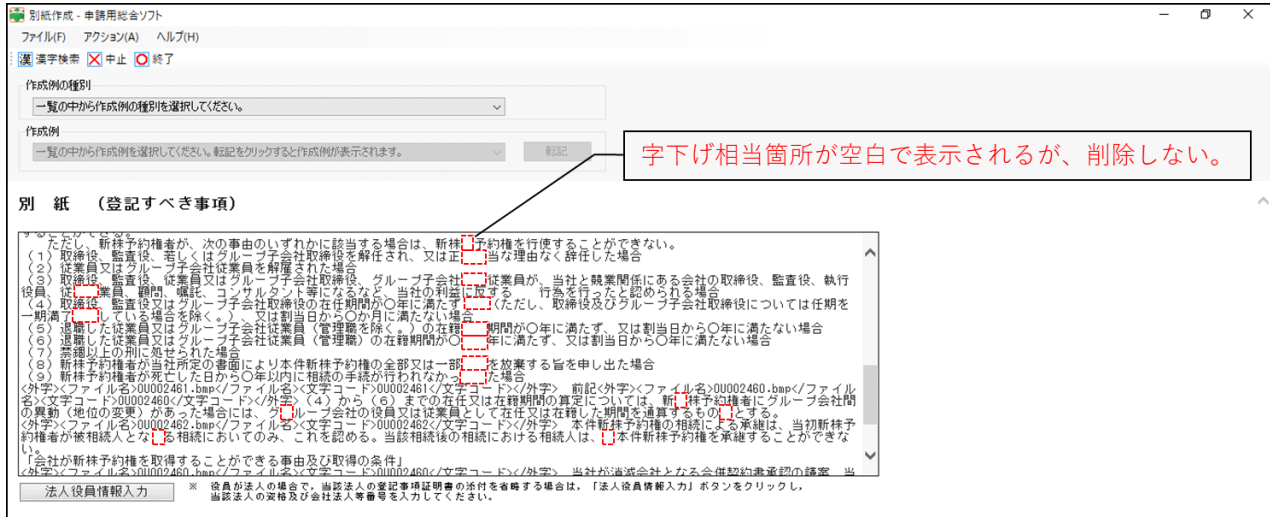 別紙作成 - 申請用総合ソフト
ファイル(F) アクション(A) ヘルプ(H)
漢 漢字検索 中止 終了
作成例の種別
一覧の中から作成例の種別を選択してください。
作成例
一覧の中から作成例を選択してください。転記をクリックすると作成例が表示されます。 転記
字下げ相当箇所が空白で表示されるが、削除しない。
別 紙 （登記すべき事項）
することができる。
ただし、新株予約権者が、次の事由のいずれかに該当する場合は、新株 予約権を行使することができない。
（１）取締役、監査役、若しくはグループ子会社取締役を解任され、又は正 当な理由なく辞任した場合
（２）従業員又はグループ子会社従業員を解雇された場合
（３）取締役、監査役、従業員又はグループ子会社取締役、グループ子会社 従業員が、当社と競業関係にある会社の取締役、監査役、執行
役員、従 業員、顧問、嘱託、コンサルタント等になるなど、当社の利益に反する 行為を行ったと認められる場合
（４）取締役、監査役又はグループ子会社取締役の在任期間が〇年に満たず （ただし、取締役及びグループ子会社取締役については任期を
一期満了 している場合を除く。）、又は割当日から〇か月に満たない場合
（５）退職した従業員又はグループ子会社従業員（管理職を除く。）の在籍 期間が〇年に満たず、又は割当日から〇年に満たない場合
（６）退職した従業員又はグループ子会社従業員（管理職）の在籍期間が〇 年に満たず、又は割当日から〇年に満たない場合
（７）禁錮以上の刑に処せられた場合
（８）新株予約権者が当社所定の書面により本件新株予約権の全部又は一部 を放棄する旨を申し出た場合
（９）新株予約権者が死亡した日から〇年以内に相続の手続が行われなかっ た場合
<外字><ファイル名>0U002461.bmp</ファイル名><文字コード>0U002461</文字コード></外字> 前記<外字><ファイル名>0U002460.bmp</ファイル
名><文字コード>0U002460</文字コード></外字>（４）から（６）までの在任又は在籍期間の算定については、新 株予約権者にグループ会社間
の異動（地位の変更）があった場合には、グ ループ会社の役員又は従業員として在任又は在籍した期間を通算するもの とする。
<外字><ファイル名>0U002462.bmp</ファイル名><文字コード>0U002462</文字コード></外字> 本件新株予約権の相続による承継は、当初新株予
約権者が被相続人とな る相続においてのみ、これを認める。当該相続後の相続における相続人は、 本件新株予約権を承継することができな
い。
「会社が新株予約権を取得することができる事由及び取得の条件」
<外字><ファイル名>0U002460.bmp</ファイル名><文字コード>0U002460</文字コード></外字> 当社が消滅会社となる合併契約書承認の議案、当
法人役員情報入力 ※ 役員が法人の場合で，当該法人の登記事項証明書の添付を省略する場合は，「法人役員情報入力」ボタンをクリックし，
当該法人の資格及び会社法人等番号を入力してください。